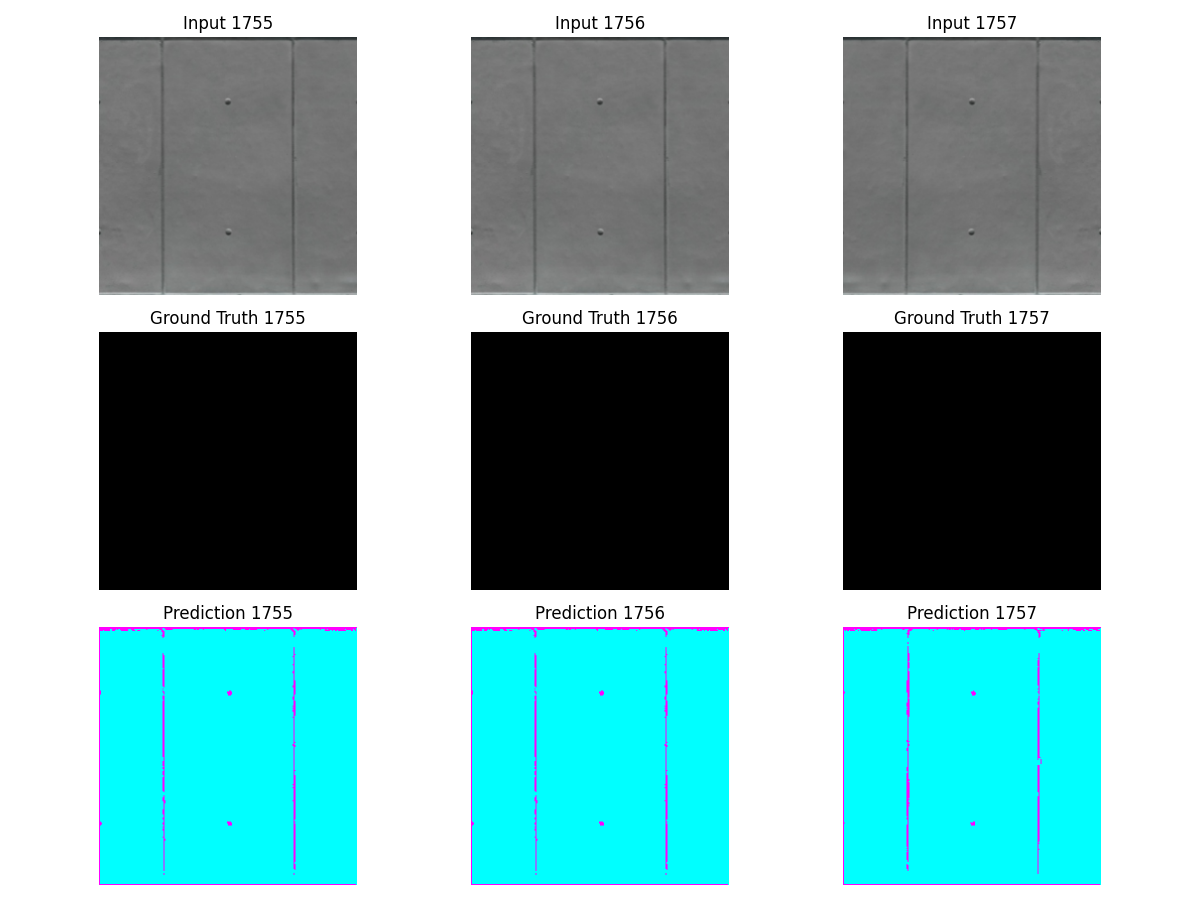 Input 1755
Input 1756
Input 1757
Ground Truth 1755
Ground Truth 1756
Ground Truth 1757
Prediction 1755
Prediction 1756
Prediction 1757